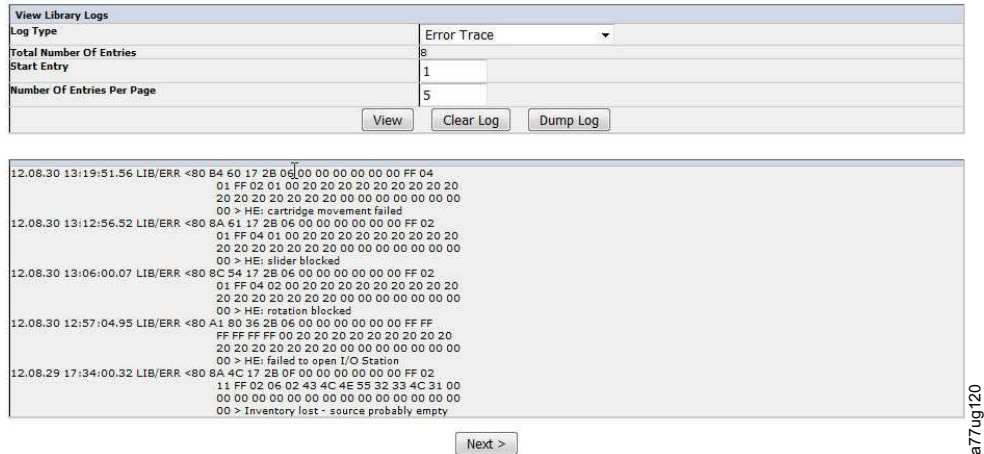 View Library Logs
Log Type Error Trace
Total Number Of Entries 8
Start Entry 1
Number Of Entries Per Page 5
View Clear Log Dump Log
12.08.30 13:19:51.56 LIB/ERR <80 B4 60 17 2B 06 00 00 00 00 00 00 FF 04
01 FF 02 01 00 20 20 20 20 20 20 20 20 20 20
20 20 20 20 20 20 20 00 00 00 00 00 00 00 00
00 > HE: cartridge movement failed
12.08.30 13:12:56.52 LIB/ERR <80 8A 61 17 2B 06 00 00 00 00 00 00 FF 02
01 FF 04 01 00 20 20 20 20 20 20 20 20 20 20
20 20 20 20 20 20 20 00 00 00 00 00 00 00 00
00 > HE: slider blocked
12.08.30 13:06:00.07 LIB/ERR <80 8C 54 17 2B 06 00 00 00 00 00 00 FF 02
01 FF 04 02 00 20 20 20 20 20 20 20 20 20 20
20 20 20 20 20 20 20 00 00 00 00 00 00 00 00
00 > HE: rotation blocked
12.08.30 12:57:04.95 LIB/ERR <80 A1 80 36 2B 06 00 00 00 00 00 00 FF FF
FF FF FF FF 00 20 20 20 20 20 20 20 20 20 20
20 20 20 20 20 20 20 00 00 00 00 00 00 00 00
00 > HE: failed to open I/O Station
12.08.29 17:34:00.32 LIB/ERR <80 8A 4C 17 2B 0F 00 00 00 00 00 00 FF 02
11 FF 02 06 02 43 4C 4E 55 32 33 4C 31 00
00 00 00 00 00 00 00 00 00 00 00 00 00 00 00
00 > Inventory lost - source probably empty
Next >
a77ug120